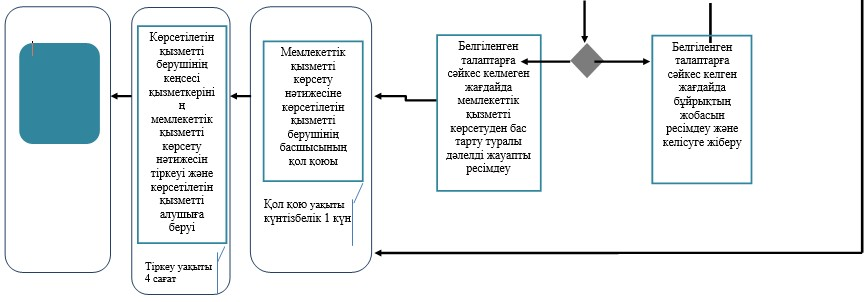 Көрсетілетін
қызметті
берушінің
кеңсесі
қызметкеріні
ң
мемлекеттік
қызметті
көрсету
нәтижесін
тіркеуі және
көрсетілетін
қызметті
алушыға
беруі
Тіркеу уақыты
4 сағат
Мемлекеттік
қызметті
көрсету
нәтижесіне
көрсетілетін
қызметті
берушінің
басшысының
қол қоюы
Қол қою уақыты
күнтізбелік 1 күн
Белгіленген
талаптарға
сәйкес келмеген
жағдайда
мемлекеттік
қызметті
көрсетуден бас
тарту туралы
дәлелді жауапты
ресімдеу
Белгіленген
талаптарға
сәйкес келген
жағдайда
бұйрықтың
жобасын
ресімдеу және
келісуге жіберу